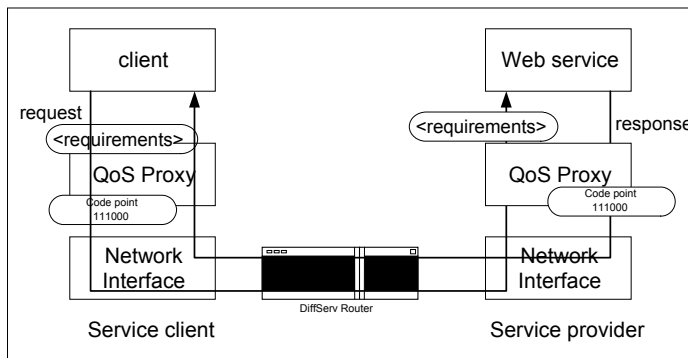 client
Web service
request
response
<requirements>
<requirements>
QoS Proxy
QoS Proxy
Code point
111000
Code point
111000
Network
Interface
Network
Interface
DiffServ Router
Service client
Service provider